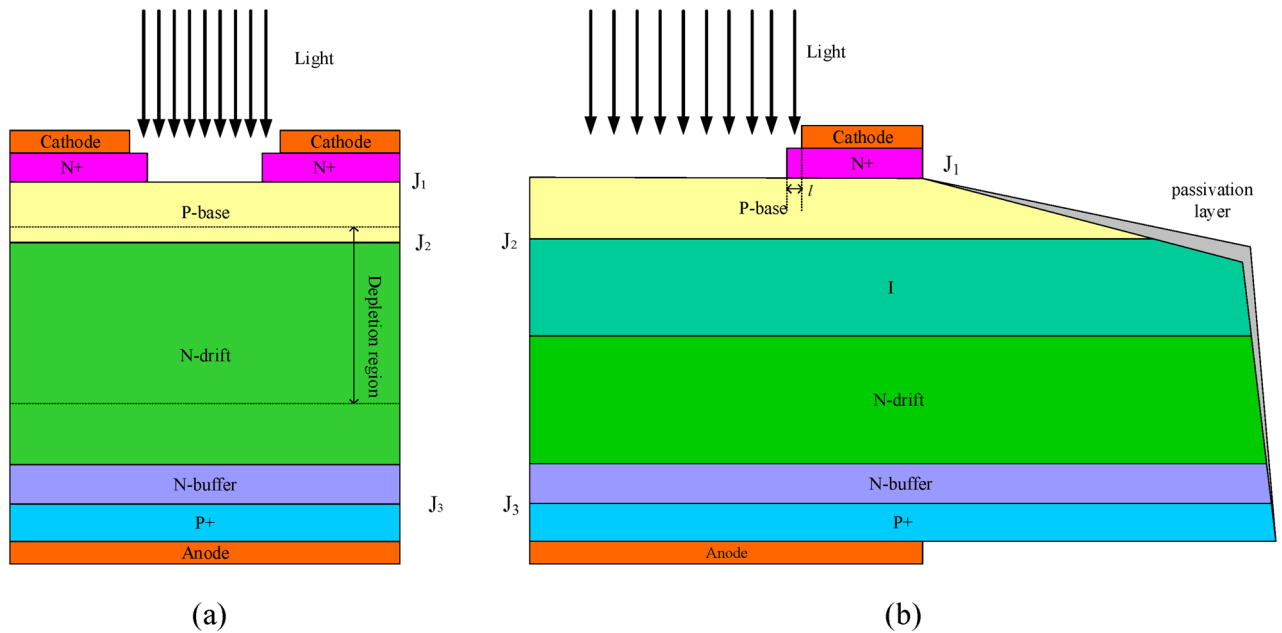 Light
Cathode
Cathode
N+
N+
J1
P-base
J2
Depletion region
N-drift
N-buffer
J3
P+
Anode
(a)
Light
Cathode
N+
J1
l
passivation
layer
P-base
J2
I
N-drift
N-buffer
J3
P+
Anode
(b)